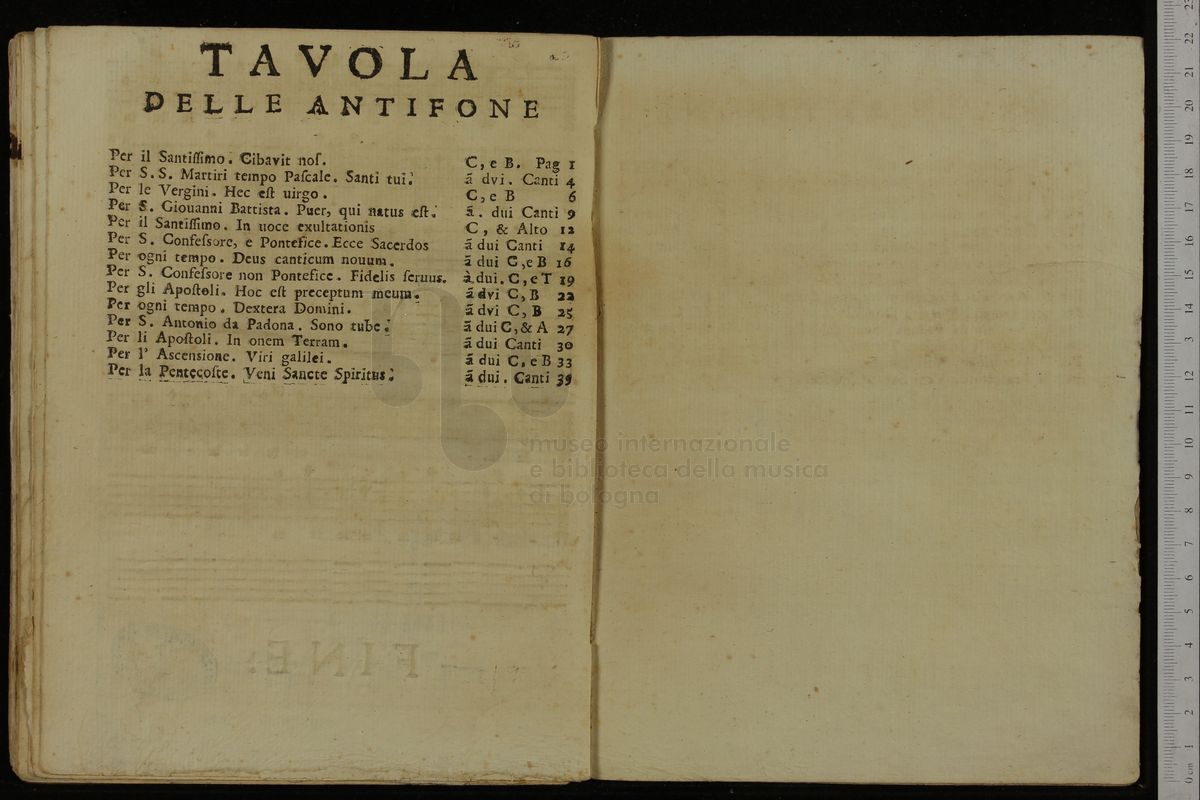 TAVOLA
DELLE ANTIFONE
Per il Santiſſimo. Cibavit noſ. C, e B. Pag 1
Per S.S. Martiri tempo Paſcale. Santi tui. ã dvi. Canti 4
Per le Vergini. Hec eſt uirgo. C, e B 6
Per S. Giouanni Battista. Puer, qui natus eſt. ã. dui Canti 9
Per il Santiſſimo. In uoce exultationis C, & Alto 12
Per S. Confeſsore, e Pontefice. Ecce Sacerdos ã dui Canti 14
Per ogni tempo. Deus canticum nouum. ã dui C, e B 16
Per S. Confeſsore non Pontefice. Fidelis ſeruus. à dui. C, e T 19
Per gli Apoſtoli. Hoc eſt preceptum meum. ã dvi C, B 22
Per ogni tempo. Dextera Domini. ã dvi C, B 25
Per S. Antonio da Padona. Sono tube. ã dui C, & A 27
Per li Apoſtoli. In onem Terram. ã dui Canti 30
Per l' Ascensione. Viri galilei. ã dui C, e B 33
Per la Pentecoſte. Veni Sancte Spiritus. ã dui. Canti 39
FINE:
museo internazionale
e biblioteca della musica
di bologna